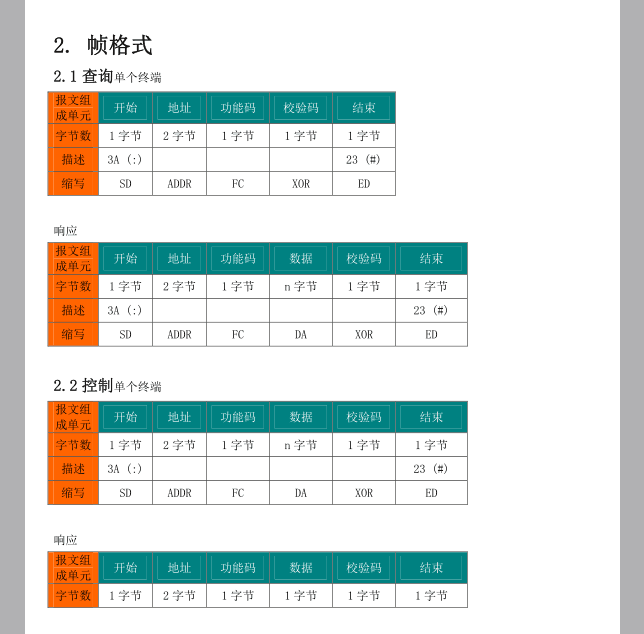 2. 帧格式
2.1 查询单个终端
报文组成单元 开始 地址 功能码 校验码 结束
字节数 1 字节 2 字节 1 字节 1 字节 1 字节
描述 3A (:) 23 (#)
缩写 SD ADDR FC XOR ED
响应
报文组成单元 开始 地址 功能码 数据 校验码 结束
字节数 1 字节 2 字节 1 字节 n 字节 1 字节 1 字节
描述 3A (:) 23 (#)
缩写 SD ADDR FC DA XOR ED
2.2 控制单个终端
报文组成单元 开始 地址 功能码 数据 校验码 结束
字节数 1 字节 2 字节 1 字节 n 字节 1 字节 1 字节
描述 3A (:) 23 (#)
缩写 SD ADDR FC DA XOR ED
响应
报文组成单元 开始 地址 功能码 数据 校验码 结束
字节数 1 字节 2 字节 1 字节 1 字节 1 字节 1 字节